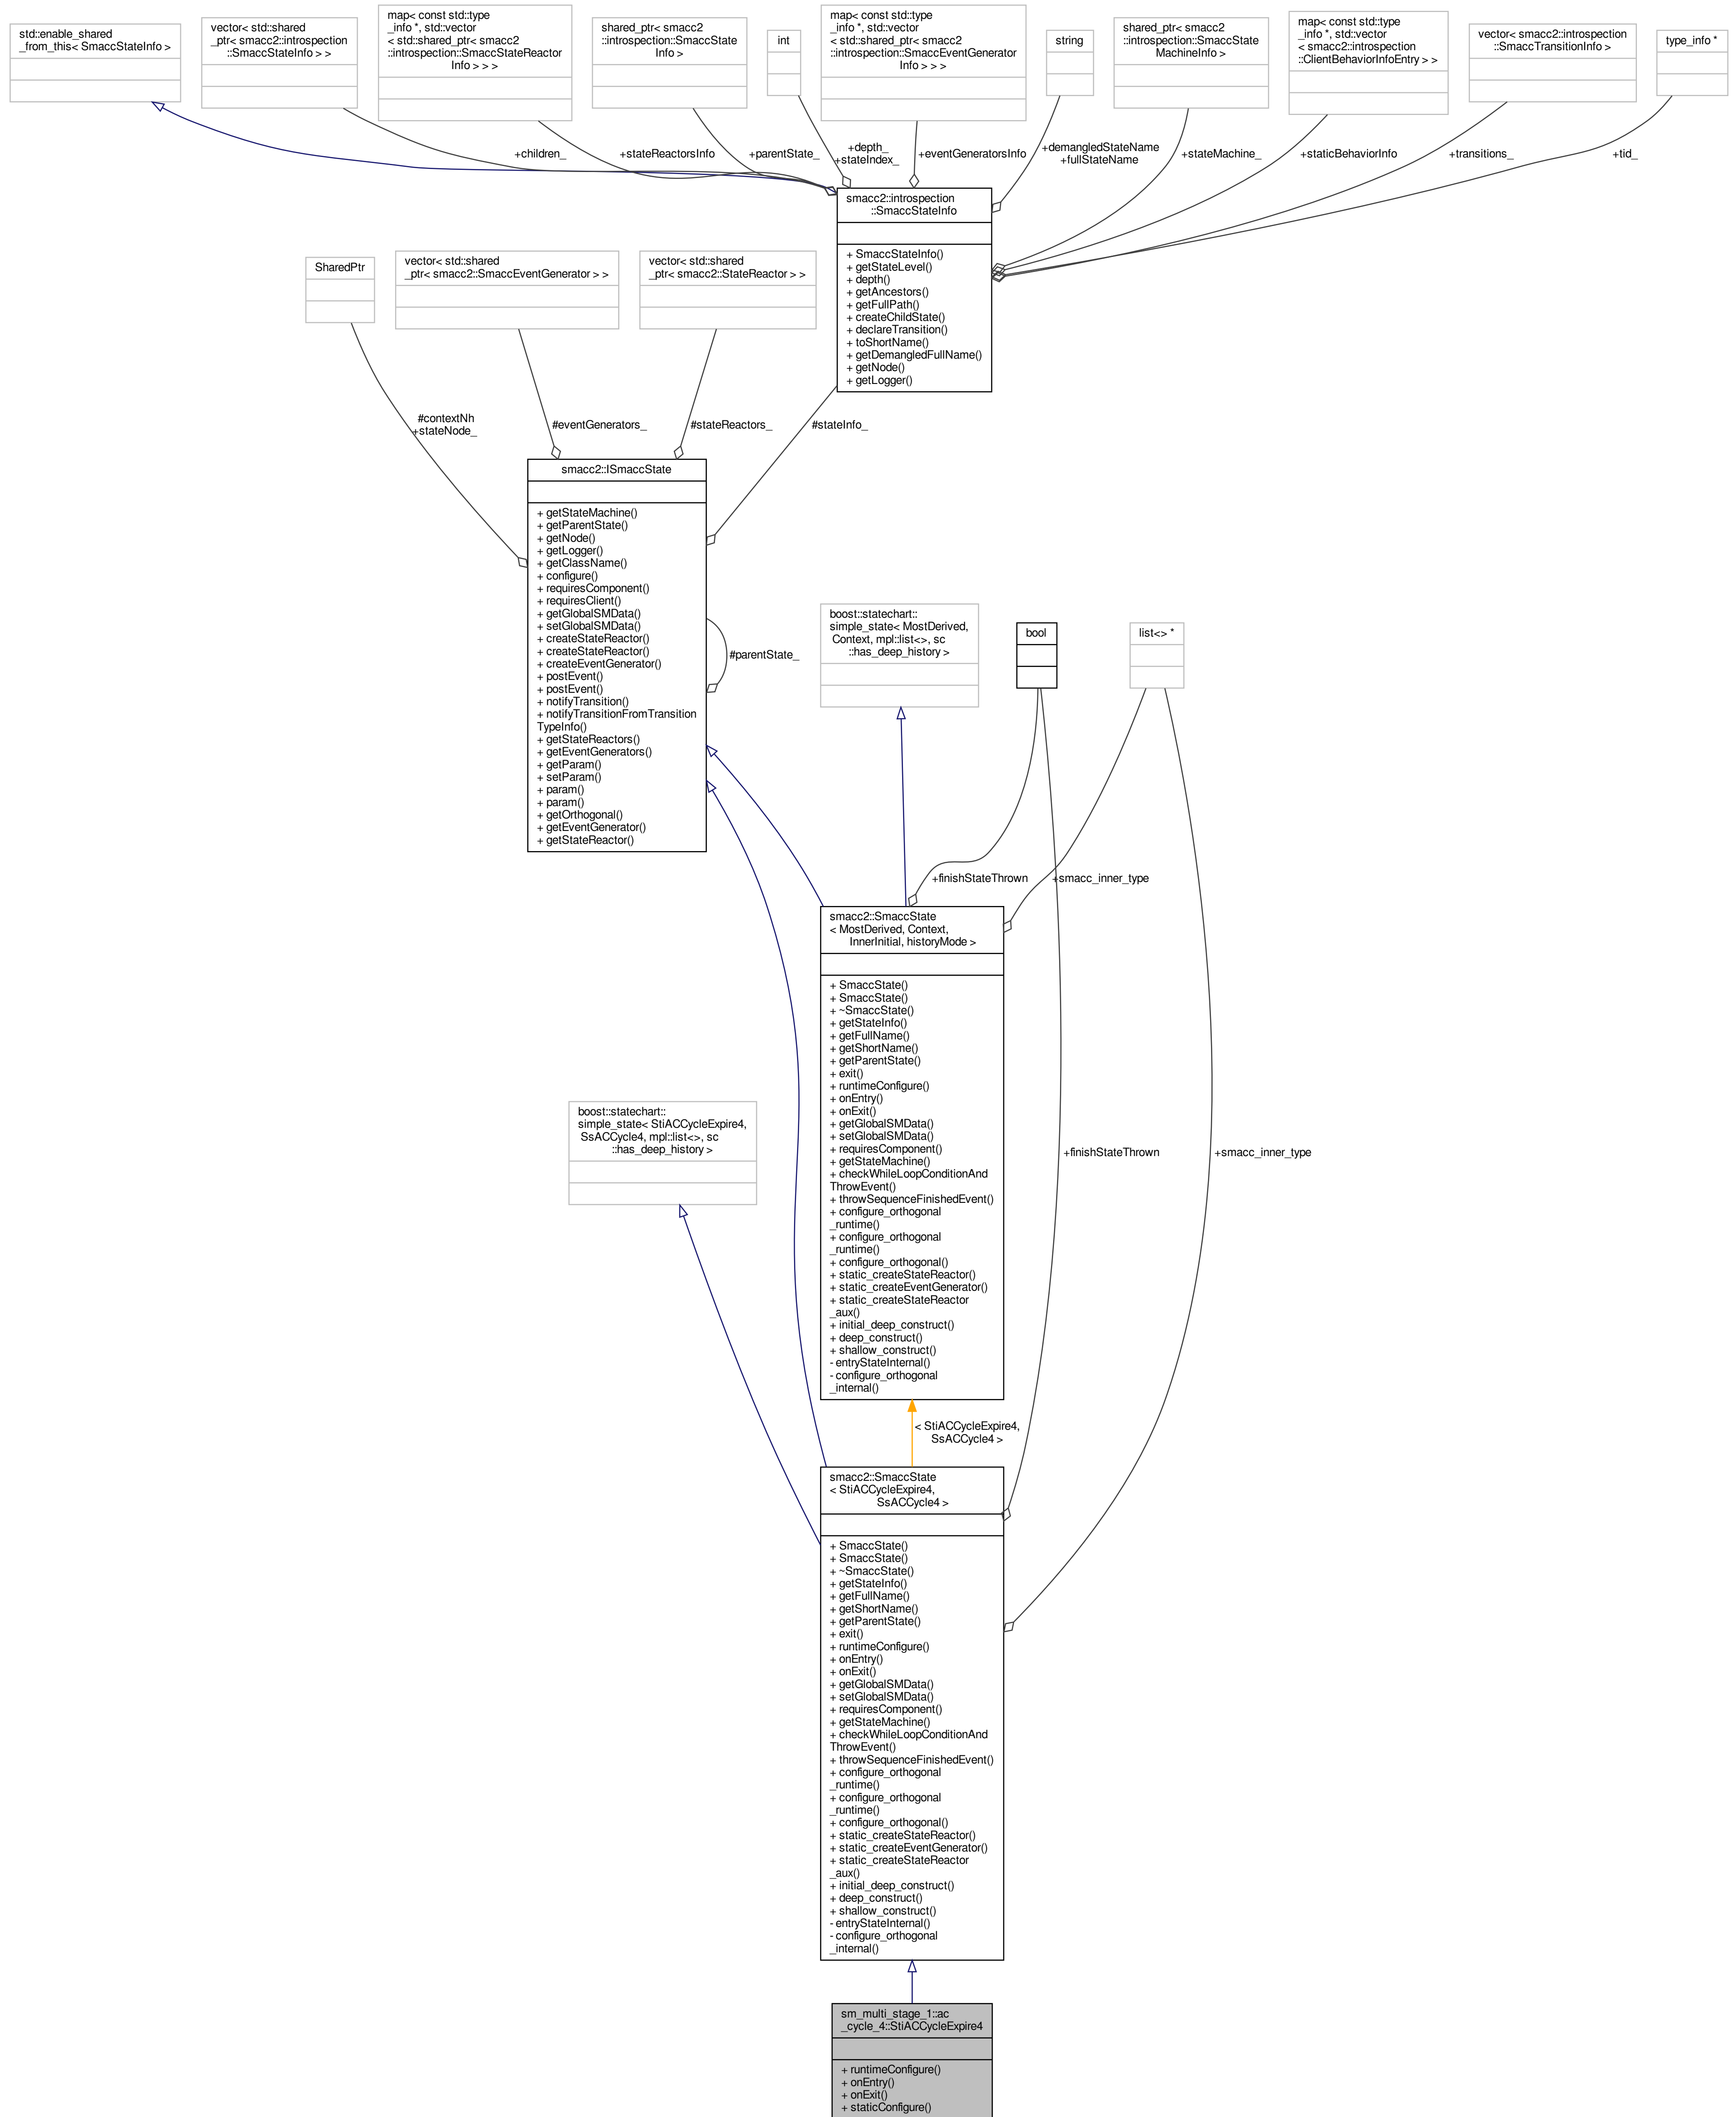 std::enable_shared
_from_this< SmaccStateInfo >
vector< std::shared
_ptr< smacc2::introspection
::SmaccStateInfo > >
map< const std::type
_info *, std::vector
< std::shared_ptr< smacc2
::introspection::SmaccStateReactor
Info > > >
shared_ptr< smacc2
::introspection::SmaccState
Info >
int
map< const std::type
_info *, std::vector
< std::shared_ptr< smacc2
::introspection::SmaccEventGenerator
Info > > >
string
shared_ptr< smacc2
::introspection::SmaccState
MachineInfo >
map< const std::type
_info *, std::vector
< smacc2::introspection
::ClientBehaviorInfoEntry > >
vector< smacc2::introspection
::SmaccTransitionInfo >
type_info *
+children_
+stateReactorsInfo
+parentState_
+depth_
+stateIndex_
+eventGeneratorsInfo
+demangledStateName
+fullStateName
+stateMachine_
+staticBehaviorInfo
+transitions_
+tid_
smacc2::introspection
::SmaccStateInfo
+ SmaccStateInfo()
+ getStateLevel()
+ depth()
+ getAncestors()
+ getFullPath()
+ createChildState()
+ declareTransition()
+ toShortName()
+ getDemangledFullName()
+ getNode()
+ getLogger()
SharedPtr
vector< std::shared
_ptr< smacc2::SmaccEventGenerator > >
vector< std::shared
_ptr< smacc2::StateReactor > >
#contextNh
+stateNode_
#eventGenerators_
#stateReactors_
#stateInfo_
smacc2::ISmaccState
+ getStateMachine()
+ getParentState()
+ getNode()
+ getLogger()
+ getClassName()
+ configure()
+ requiresComponent()
+ requiresClient()
+ getGlobalSMData()
+ setGlobalSMData()
+ createStateReactor()
+ createStateReactor()
+ createEventGenerator()
+ postEvent()
+ postEvent()
+ notifyTransition()
+ notifyTransitionFromTransition
TypeInfo()
+ getStateReactors()
+ getEventGenerators()
+ getParam()
+ setParam()
+ param()
+ param()
+ getOrthogonal()
+ getEventGenerator()
+ getStateReactor()
#parentState_
boost::statechart::
simple_state< MostDerived,
Context, mpl::list<>, sc
::has_deep_history >
bool
list<> *
+finishStateThrown
+smacc_inner_type
smacc2::SmaccState
< MostDerived, Context,
InnerInitial, historyMode >
+ SmaccState()
+ SmaccState()
+ ~SmaccState()
+ getStateInfo()
+ getFullName()
+ getShortName()
+ getParentState()
+ exit()
+ runtimeConfigure()
+ onEntry()
+ onExit()
+ getGlobalSMData()
+ setGlobalSMData()
+ requiresComponent()
+ getStateMachine()
+ checkWhileLoopConditionAnd
ThrowEvent()
+ throwSequenceFinishedEvent()
+ configure_orthogonal
_runtime()
+ configure_orthogonal
_runtime()
+ configure_orthogonal()
+ static_createStateReactor()
+ static_createEventGenerator()
+ static_createStateReactor
_aux()
+ initial_deep_construct()
+ deep_construct()
+ shallow_construct()
- entryStateInternal()
- configure_orthogonal
_internal()
boost::statechart::
simple_state< StiACCycleExpire4,
SsACCycle4, mpl::list<>, sc
::has_deep_history >
+finishStateThrown
+smacc_inner_type
< StiACCycleExpire4,
SsACCycle4 >
smacc2::SmaccState
< StiACCycleExpire4,
SsACCycle4 >
+ SmaccState()
+ SmaccState()
+ ~SmaccState()
+ getStateInfo()
+ getFullName()
+ getShortName()
+ getParentState()
+ exit()
+ runtimeConfigure()
+ onEntry()
+ onExit()
+ getGlobalSMData()
+ setGlobalSMData()
+ requiresComponent()
+ getStateMachine()
+ checkWhileLoopConditionAnd
ThrowEvent()
+ throwSequenceFinishedEvent()
+ configure_orthogonal
_runtime()
+ configure_orthogonal
_runtime()
+ configure_orthogonal()
+ static_createStateReactor()
+ static_createEventGenerator()
+ static_createStateReactor
_aux()
+ initial_deep_construct()
+ deep_construct()
+ shallow_construct()
- entryStateInternal()
- configure_orthogonal
_internal()
sm_multi_stage_1::ac
_cycle_4::StiACCycleExpire4
+ runtimeConfigure()
+ onEntry()
+ onExit()
+ staticConfigure()